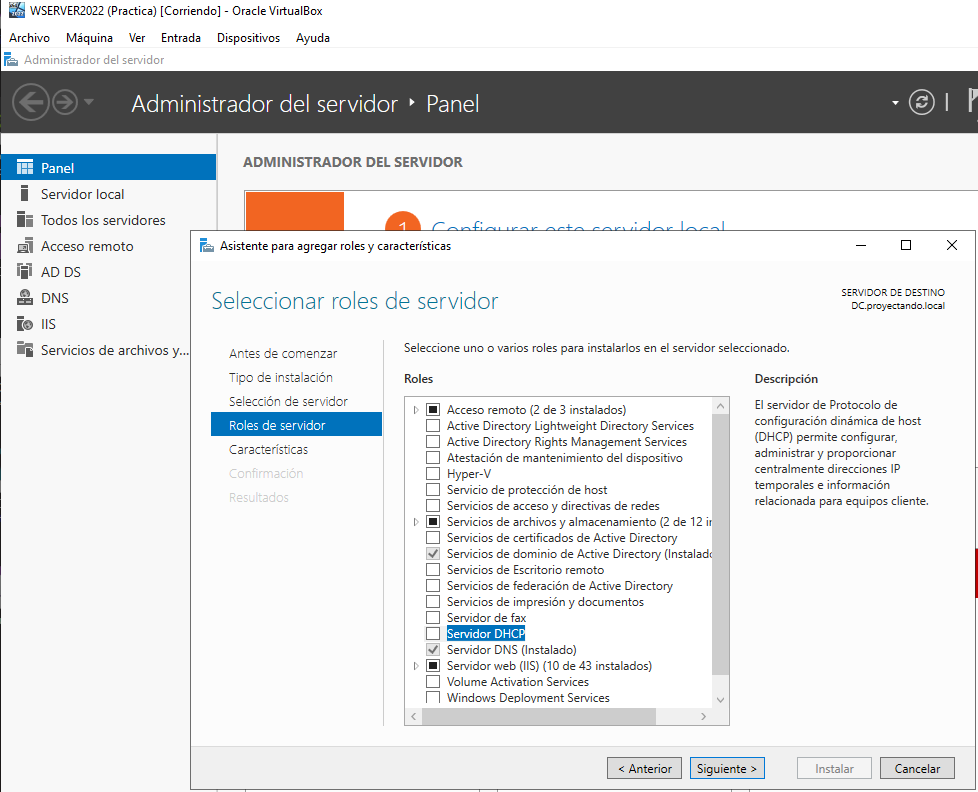 WSERVER2022 (Practica) [Corriendo] - Oracle VirtualBox
Archivo Máquina Ver Entrada Dispositivos Ayuda
Administrador del servidor
Administrador del servidor ‣ Panel
Panel
Servidor local
Todos los servidores
Acceso remoto
AD DS
DNS
IIS
Servicios de archivos y...
ADMINISTRADOR DEL SERVIDOR
1 Configurar este servidor local
Asistente para agregar roles y características
Seleccionar roles de servidor
SERVIDOR DE DESTINO
DC.proyectando.local
Antes de comenzar
Tipo de instalación
Selección de servidor
Roles de servidor
Características
Confirmación
Resultados
Seleccione uno o varios roles para instalarlos en el servidor seleccionado.
Roles
Acceso remoto (2 de 3 instalados)
Active Directory Lightweight Directory Services
Active Directory Rights Management Services
Atestación de mantenimiento del dispositivo
Hyper-V
Servicio de protección de host
Servicios de acceso y directivas de redes
Servicios de archivos y almacenamiento (2 de 12 in
Servicios de certificados de Active Directory
Servicios de dominio de Active Directory (Instalado
Servicios de Escritorio remoto
Servicios de federación de Active Directory
Servicios de impresión y documentos
Servidor de fax
Servidor DHCP
Servidor DNS (Instalado)
Servidor web (IIS) (10 de 43 instalados)
Volume Activation Services
Windows Deployment Services
Descripción
El servidor de Protocolo de
configuración dinámica de host
(DHCP) permite configurar,
administrar y proporcionar
centralmente direcciones IP
temporales e información
relacionada para equipos cliente.
< Anterior Siguiente > Instalar Cancelar